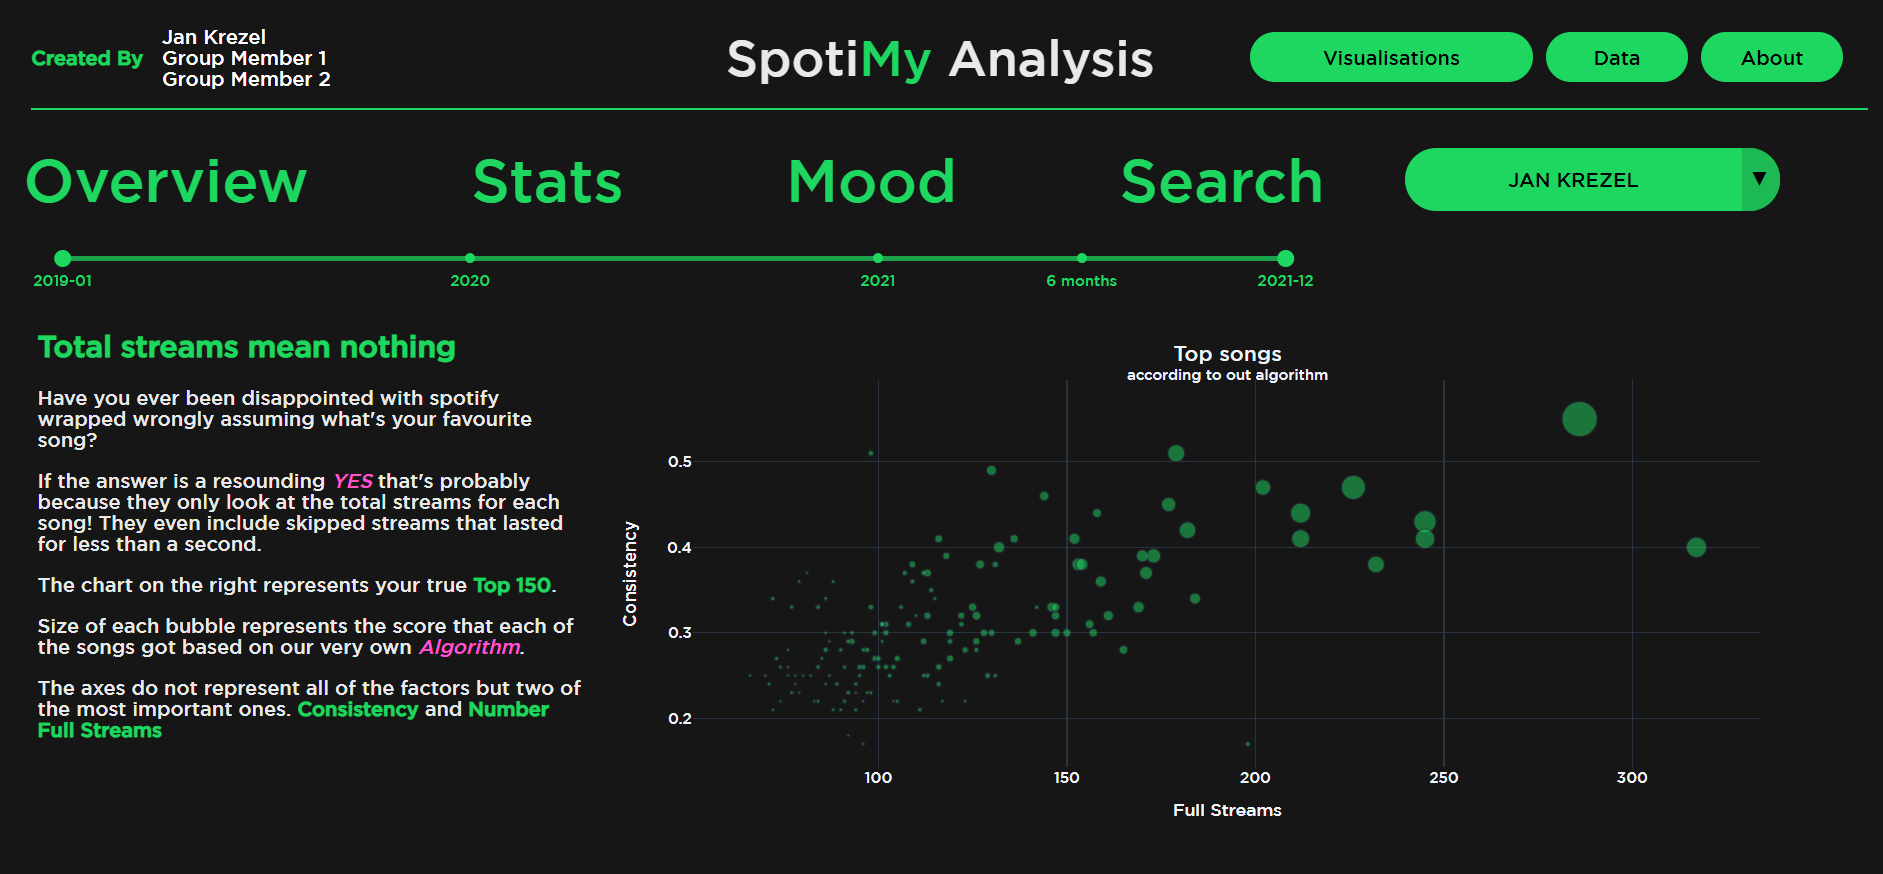 Created By
Jan Krezel
Group Member 1
Group Member 2
SpotiMy Analysis
Visualisations
Data
About
Overview
Stats
Mood
Search
JAN KREZEL
▼
2019-01
2020
2021
6 months
2021-12
Total streams mean nothing
Have you ever been disappointed with spotify
wrapped wrongly assuming what's your favourite
song?
If the answer is a resounding YES that's probably
because they only look at the total streams for each
song! They even include skipped streams that lasted
for less than a second.
The chart on the right represents your true Top 150.
Size of each bubble represents the score that each of
the songs got based on our very own Algorithm.
The axes do not represent all of the factors but two of
the most important ones. Consistency and Number
Full Streams
Top songs
according to out algorithm
Consistency
0.5
0.4
0.3
0.2
100
150
200
250
300
Full Streams